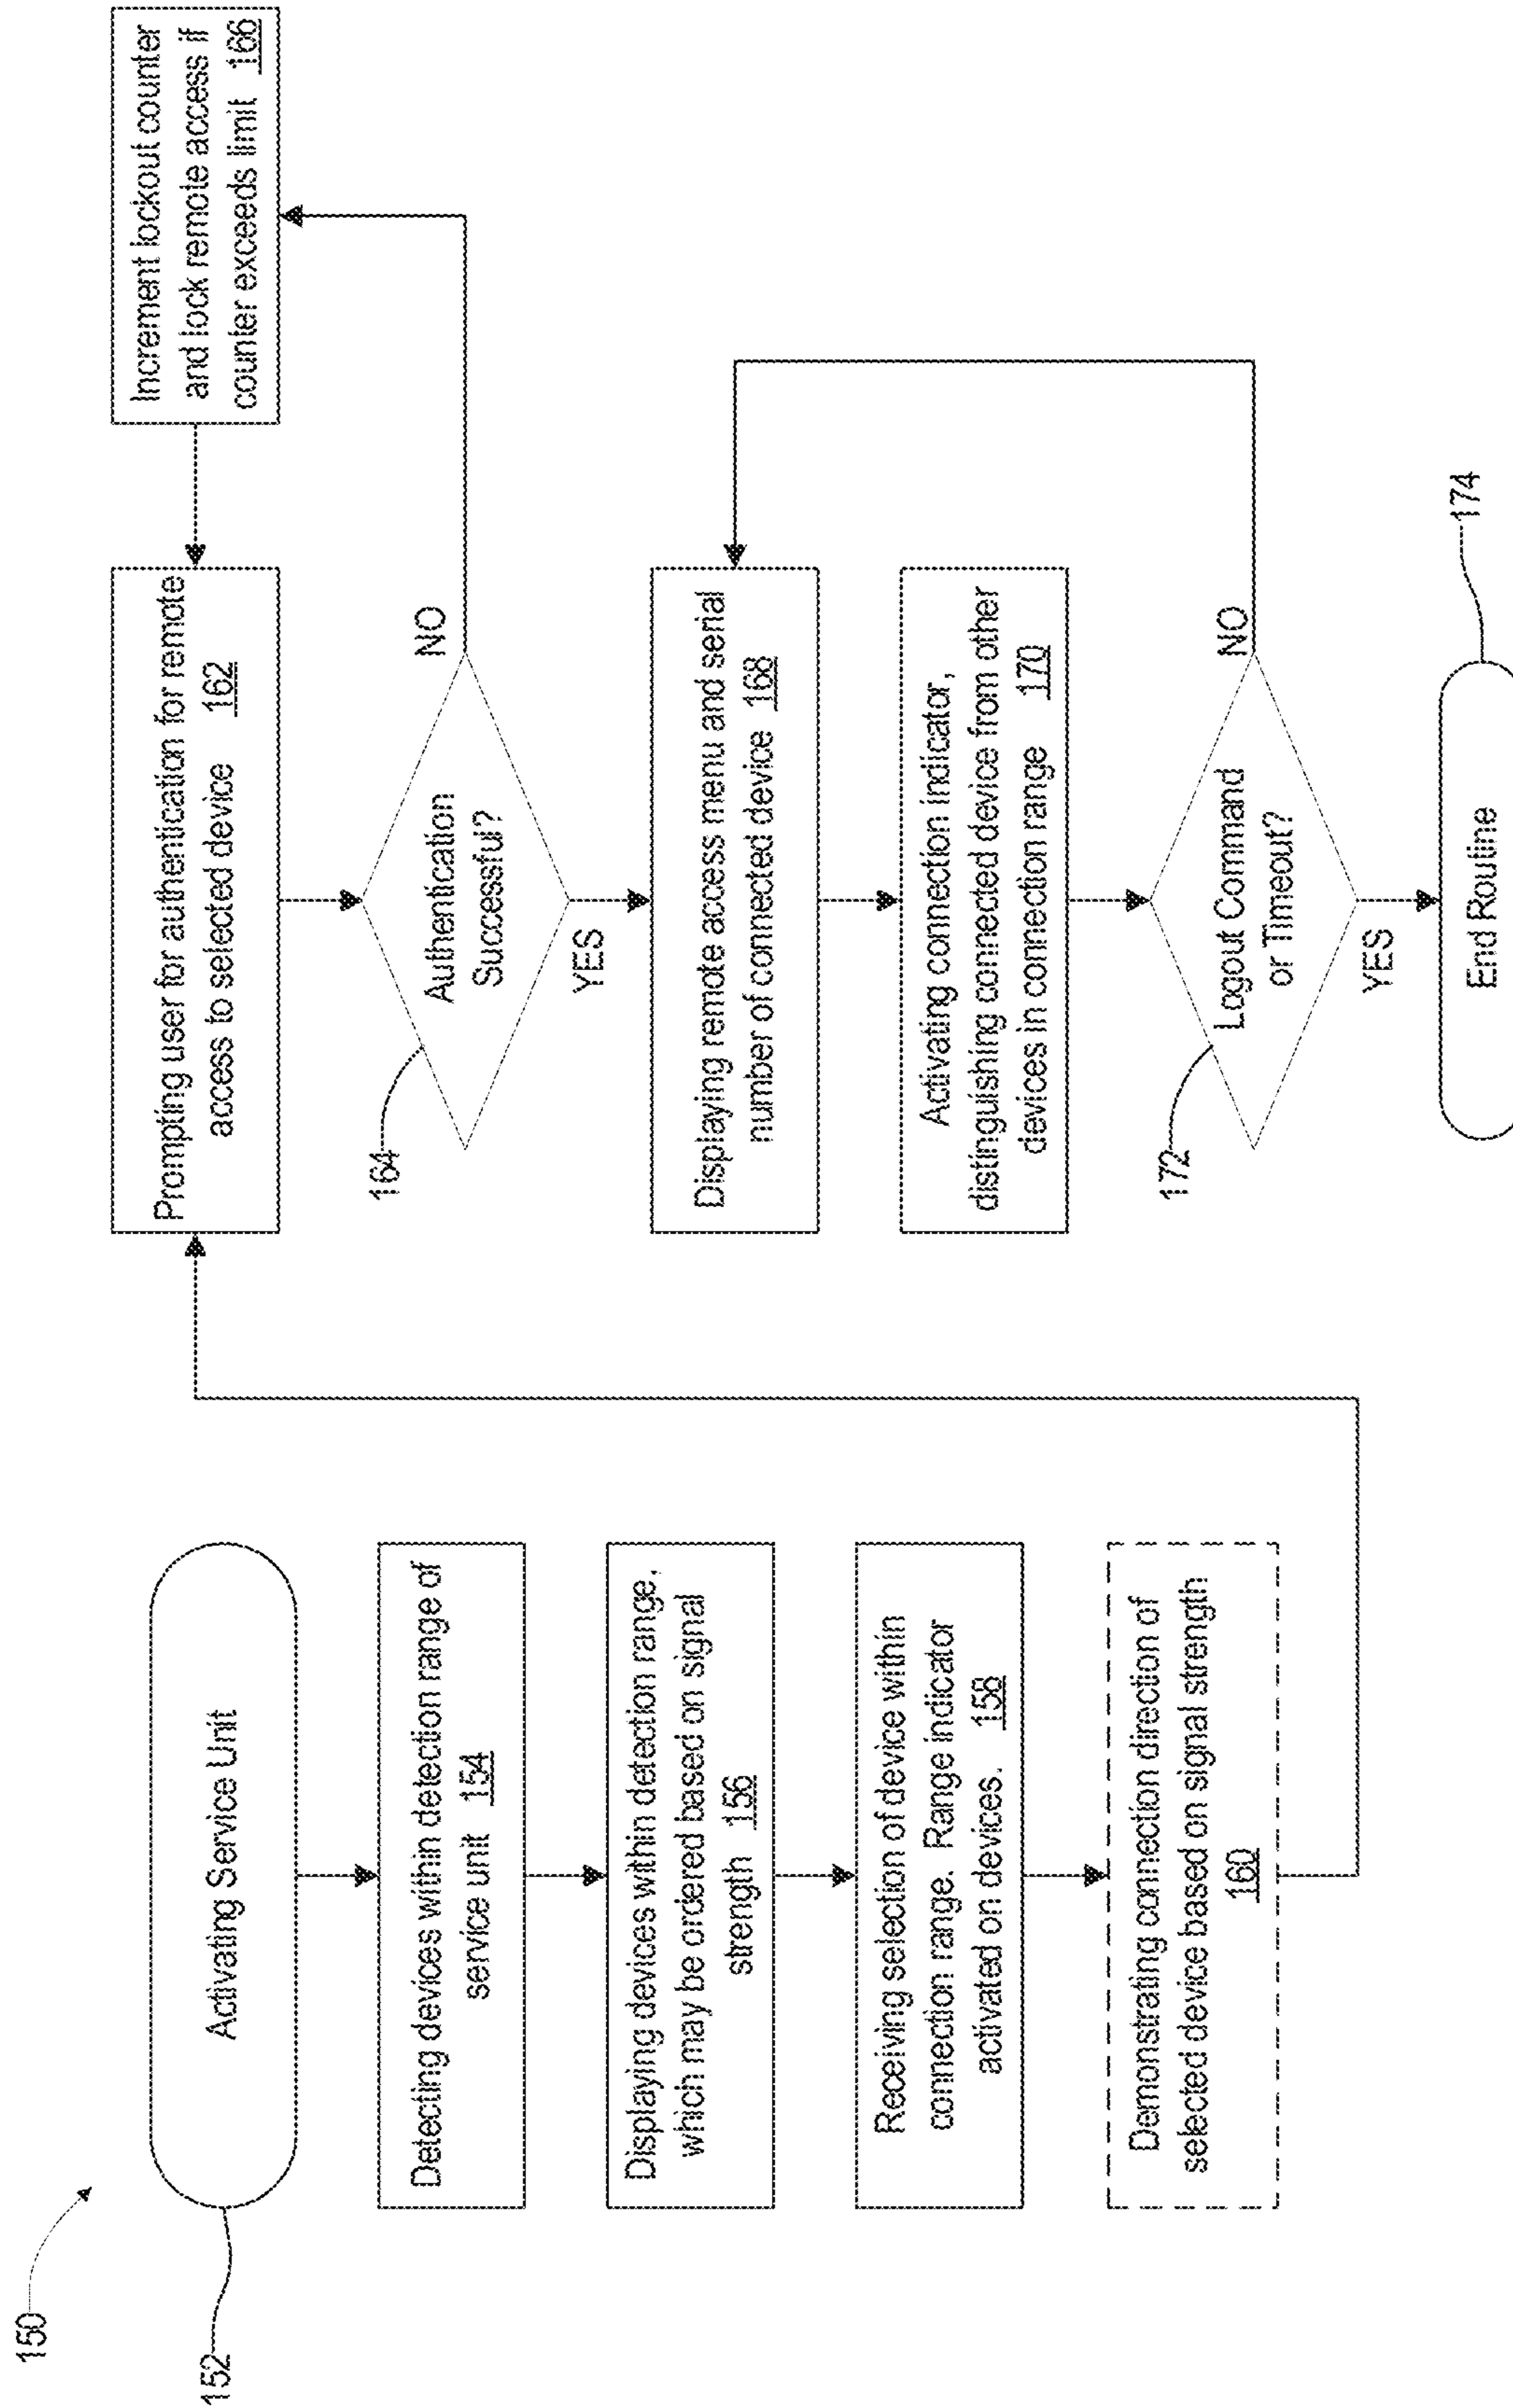 150
152
Activating Service Unit
Detecting devices within detection range of
service unit 154
Displaying devices within detection range,
which may be ordered based on signal
strength 156
Receiving selection of device within
connection range. Range indicator
activated on devices. 158
Demonstrating connection direction of
selected device based on signal strength
160
Prompting user for authentication for remote
access to selected device 162
164
Authentication
Successful?
NO
YES
Increment lockout counter
and lock remote access if
counter exceeds limit 166
Displaying remote access menu and serial
number of connected device 168
Activating connection indicator,
distinguishing connected device from other
devices in connection range 170
172
Logout Command
or Timeout?
NO
YES
174
End Routine